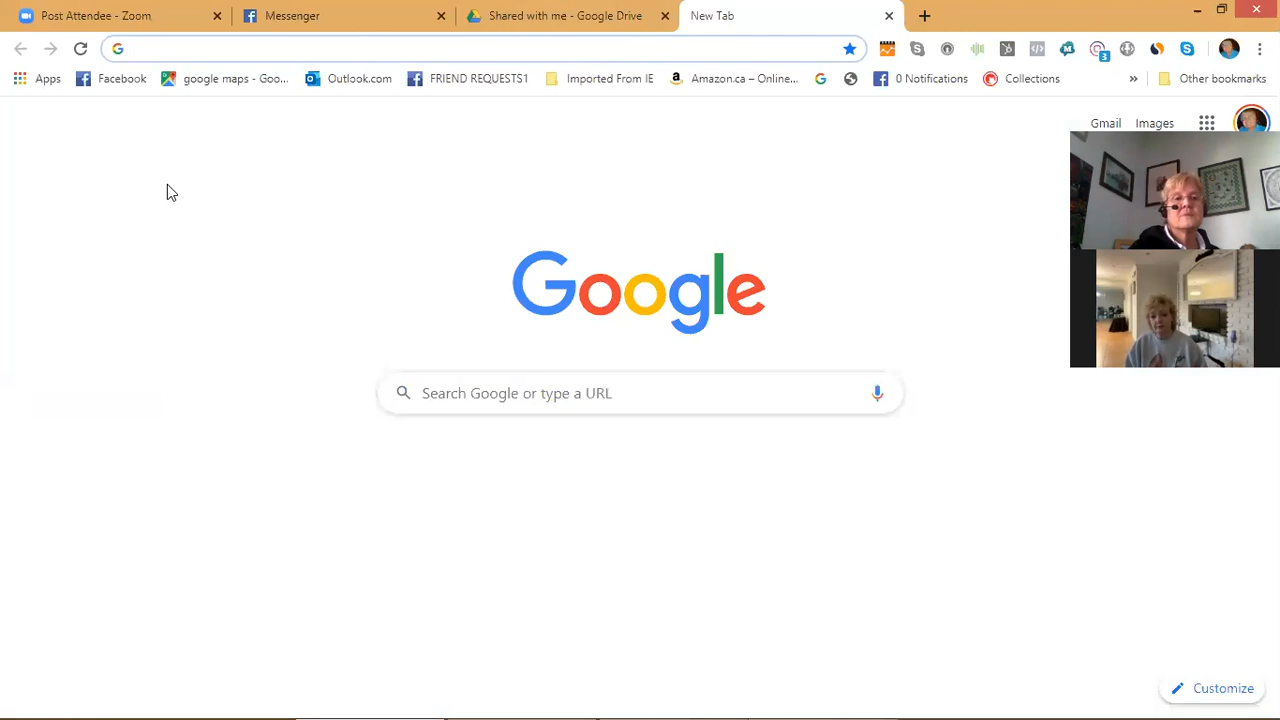 Post Attendee - Zoom
Messenger
Shared with me - Google Drive
New Tab
3
Apps
Facebook
google maps - Goo...
Outlook.com
FRIEND REQUESTS1
Imported From IE
Amazon.ca – Online...
0 Notifications
Collections
»
Other bookmarks
Gmail
Images
Google
Search Google or type a URL
Customize